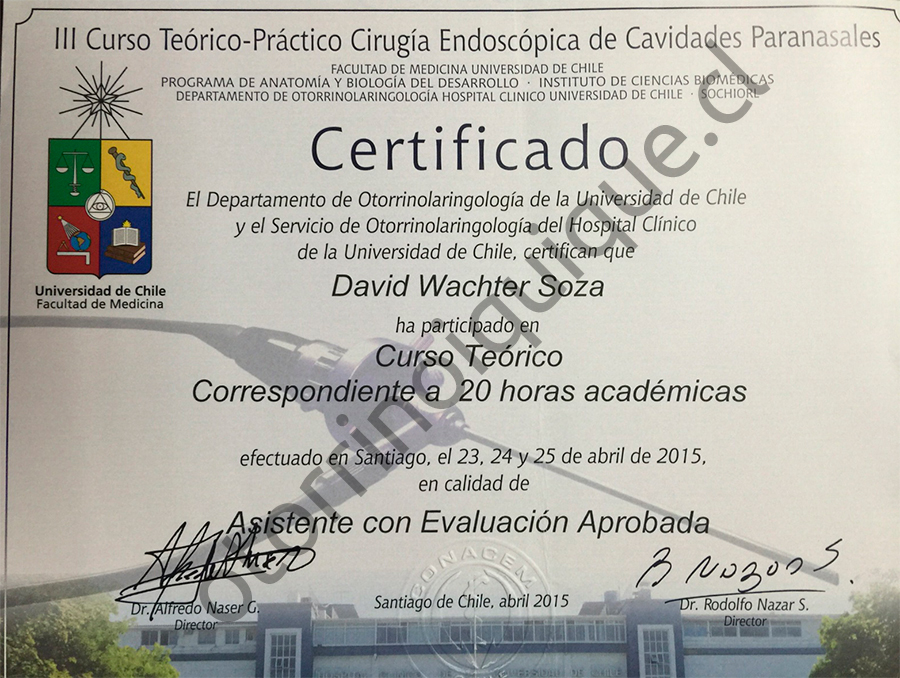 III Curso Teórico-Práctico Cirugía Endoscópica de Cavidades Paranasales
FACULTAD DE MEDICINA UNIVERSIDAD DE CHILE
PROGRAMA DE ANATOMÍA Y BIOLOGÍA DEL DESARROLLO · INSTITUTO DE CIENCIAS BIOMÉDICAS
DEPARTAMENTO DE OTORRINOLARINGOLOGÍA HOSPITAL CLINICO UNIVERSIDAD DE CHILE · SOCHIORL
Certificado
El Departamento de Otorrinolaringología de la Universidad de Chile
y el Servicio de Otorrinolaringología del Hospital Clínico
de la Universidad de Chile, certifican que
Universidad de Chile
Facultad de Medicina
David Wachter Soza
ha participado en
Curso Teórico
Correspondiente a 20 horas académicas
efectuado en Santiago, el 23, 24 y 25 de abril de 2015,
en calidad de
Asistente con Evaluación Aprobada
CONACEM
Dr. Alfredo Naser G.
Director
Santiago de Chile, abril 2015
Dr. Rodolfo Nazar S.
Director
otorrinoiquique.cl